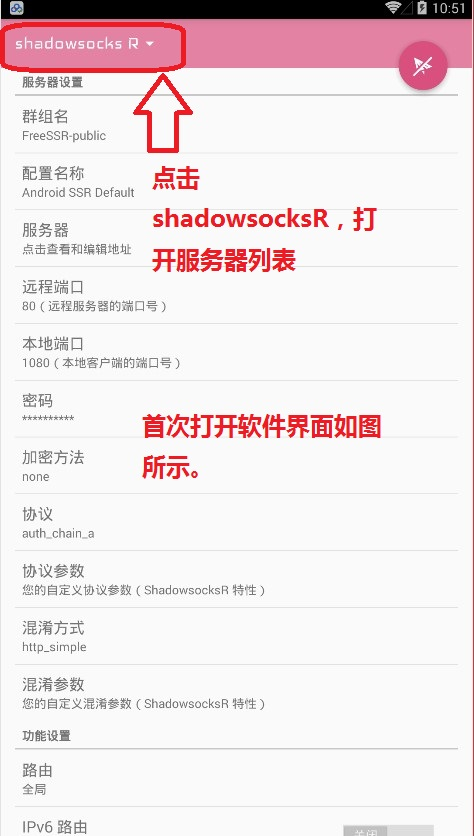 10:51
shadowsocks R
服务器设置
群组名
FreeSSR-public
配置名称
Android SSR Default
点击
shadowsocksR，打
开服务器列表
服务器
点击查看和编辑地址
远程端口
80（远程服务器的端口号）
本地端口
1080（本地客户端的端口号）
密码
**********
首次打开软件界面如图
所示。
加密方法
none
协议
auth_chain_a
协议参数
您的自定义协议参数（ShadowsocksR 特性）
混淆方式
http_simple
混淆参数
您的自定义混淆参数（ShadowsocksR 特性）
功能设置
路由
全局
IPv6 路由
关闭